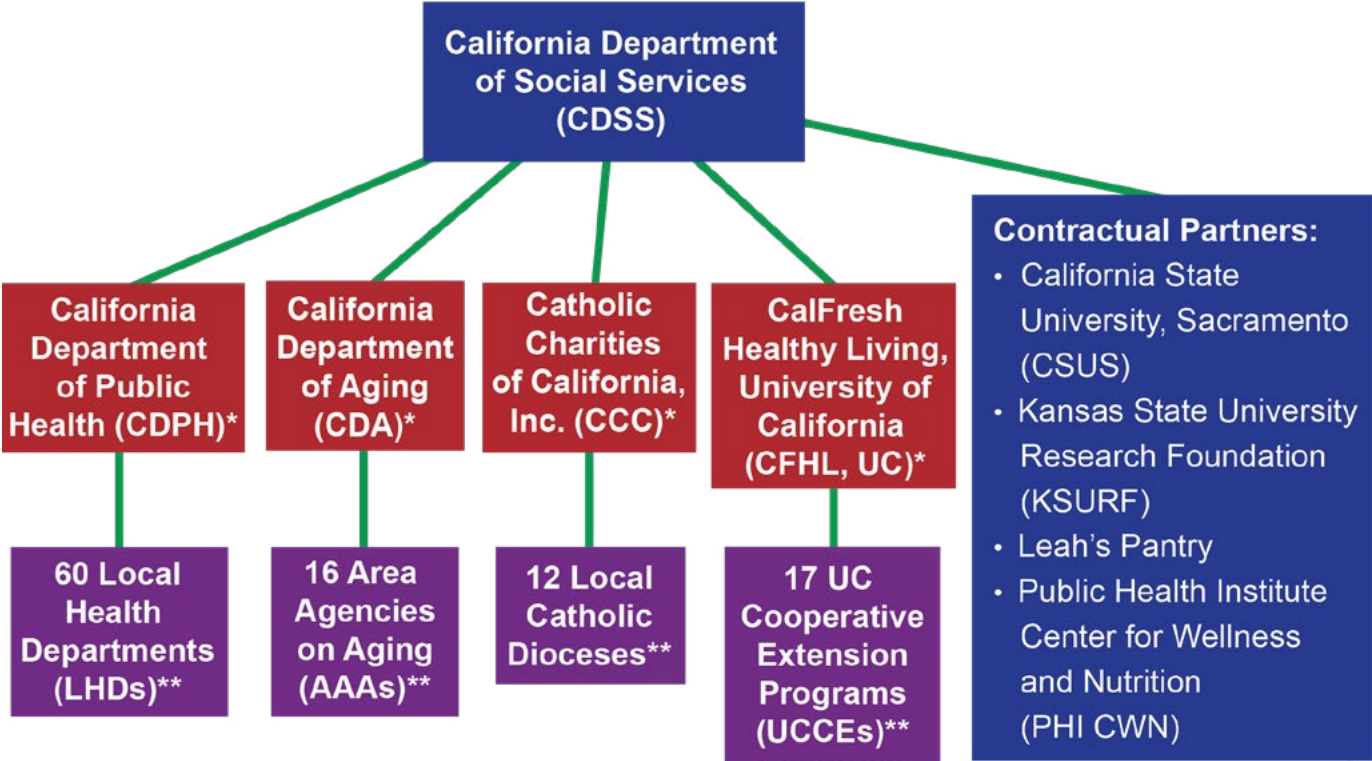 California Department
of Social Services
(CDSS)
California
Department
of Public
Health (CDPH)*
California
Department
of Aging
(CDA)*
Catholic
Charities
of California,
Inc. (CCC)*
CalFresh
Healthy Living,
University of
California
(CFHL, UC)*
60 Local
Health
Departments
(LHDs)**
16 Area
Agencies
on Aging
(AAAs)**
12 Local
Catholic
Dioceses**
17 UC
Cooperative
Extension
Programs
(UCCEs)**
Contractual Partners:
• California State
University, Sacramento
(CSUS)
• Kansas State University
Research Foundation
(KSURF)
• Leah's Pantry
• Public Health Institute
Center for Wellness
and Nutrition
(PHI CWN)